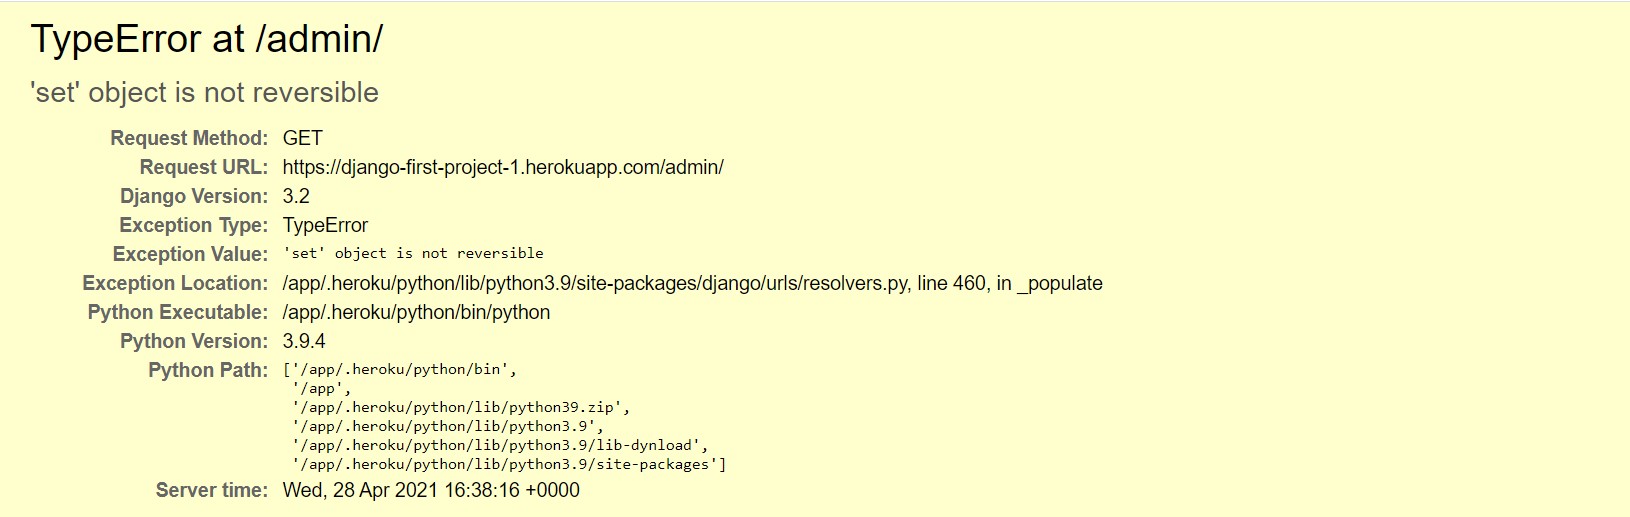 TypeError at /admin/
'set' object is not reversible
Request Method: GET
Request URL: https://django-first-project-1.herokuapp.com/admin/
Django Version: 3.2
Exception Type: TypeError
Exception Value: 'set' object is not reversible
Exception Location: /app/.heroku/python/lib/python3.9/site-packages/django/urls/resolvers.py, line 460, in _populate
Python Executable: /app/.heroku/python/bin/python
Python Version: 3.9.4
Python Path: ['/app/.heroku/python/bin',
'/app',
'/app/.heroku/python/lib/python39.zip',
'/app/.heroku/python/lib/python3.9',
'/app/.heroku/python/lib/python3.9/lib-dynload',
'/app/.heroku/python/lib/python3.9/site-packages']
Server time: Wed, 28 Apr 2021 16:38:16 +0000